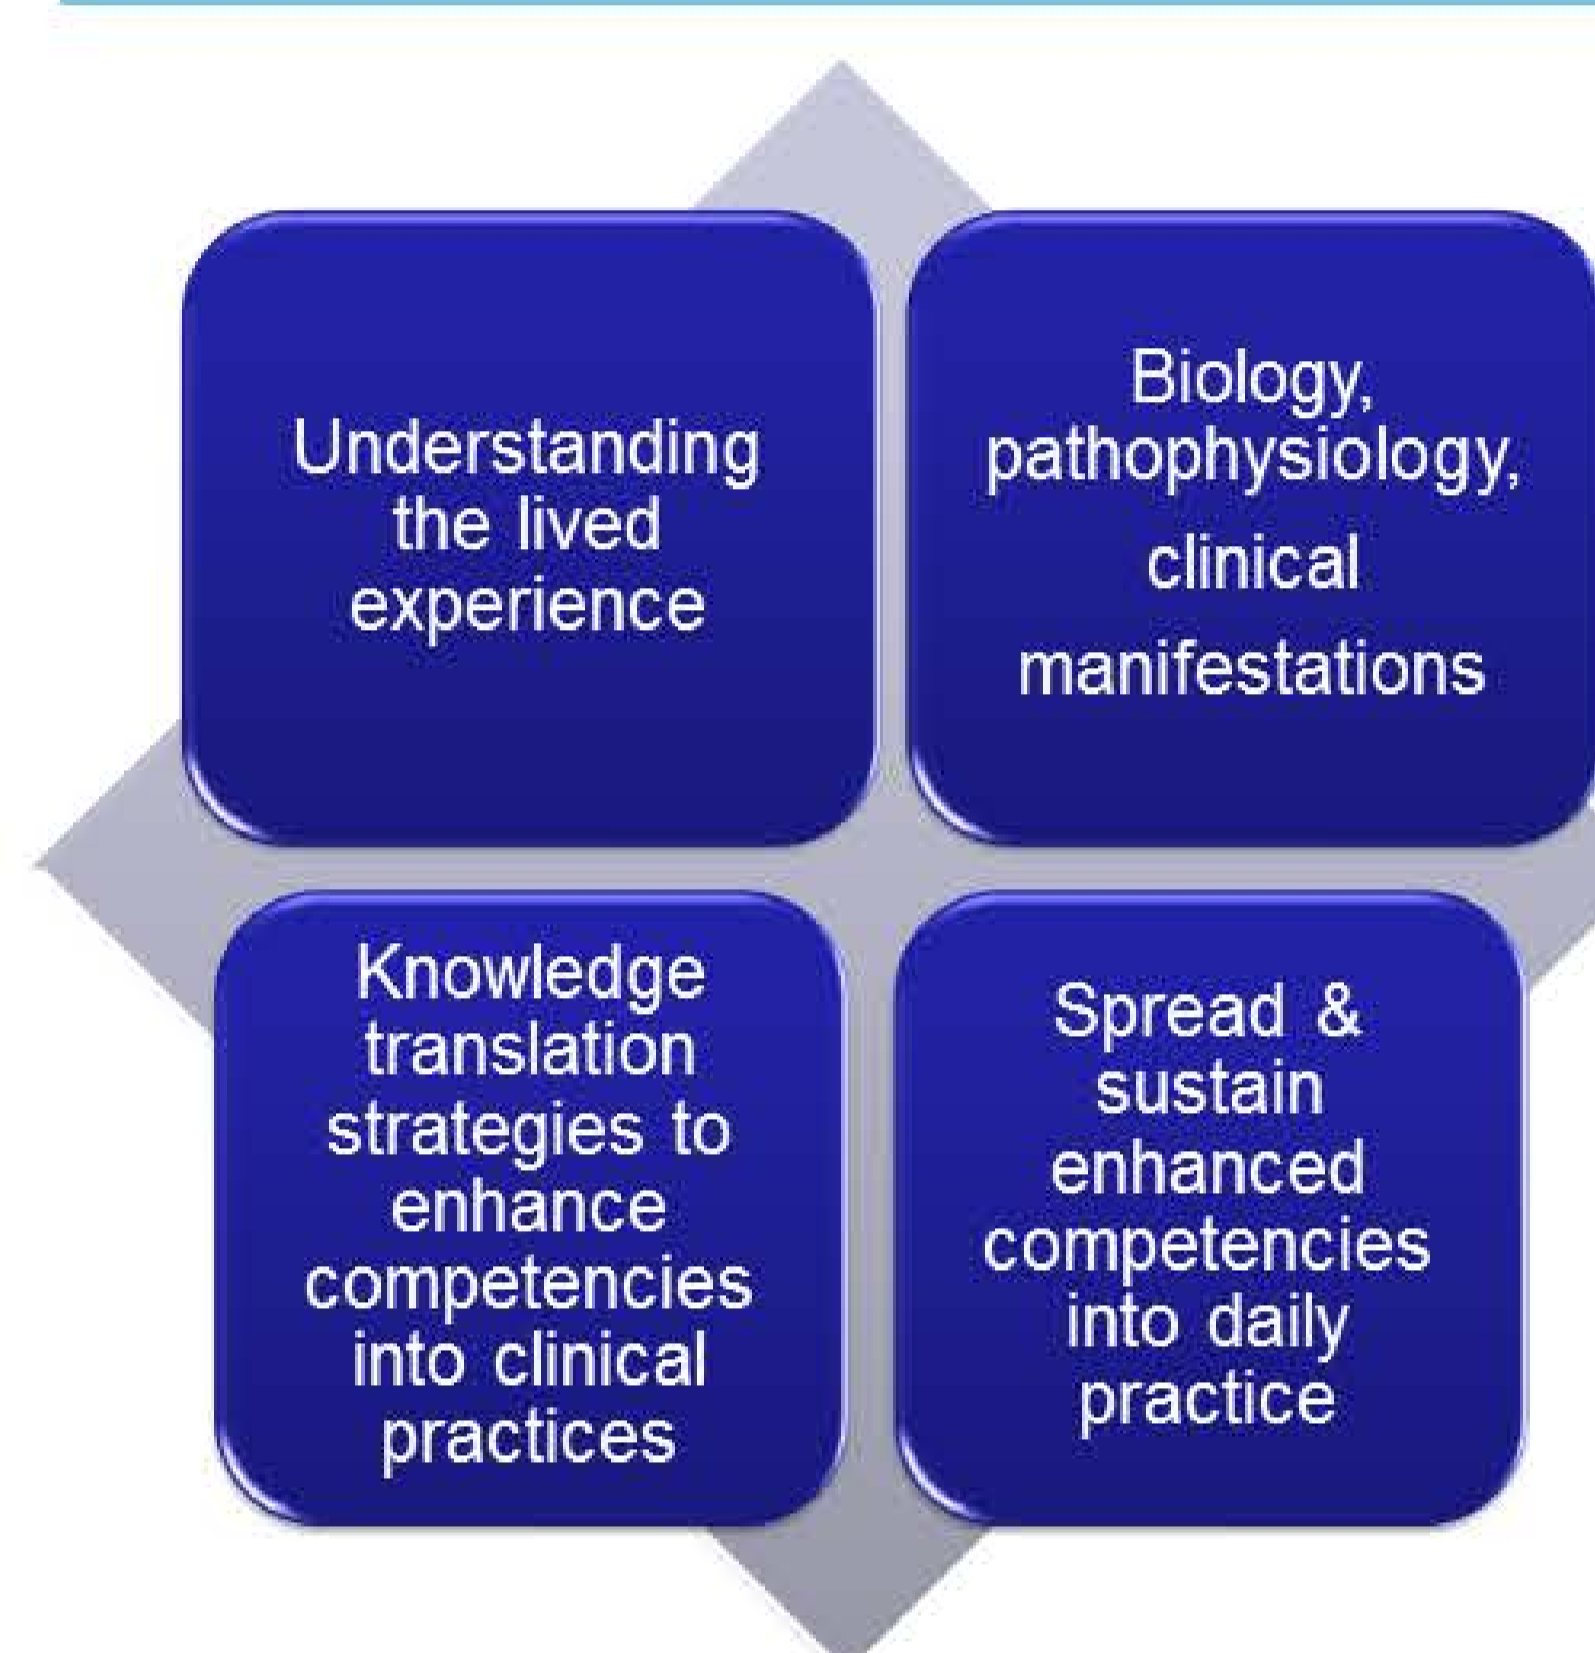 Understanding
the lived
experience
Biology,
pathophysiology,
clinical
manifestations
Knowledge
translation
strategies to
enhance
competencies
into clinical
practices
Spread &
sustain
enhanced
competencies
into daily
practice